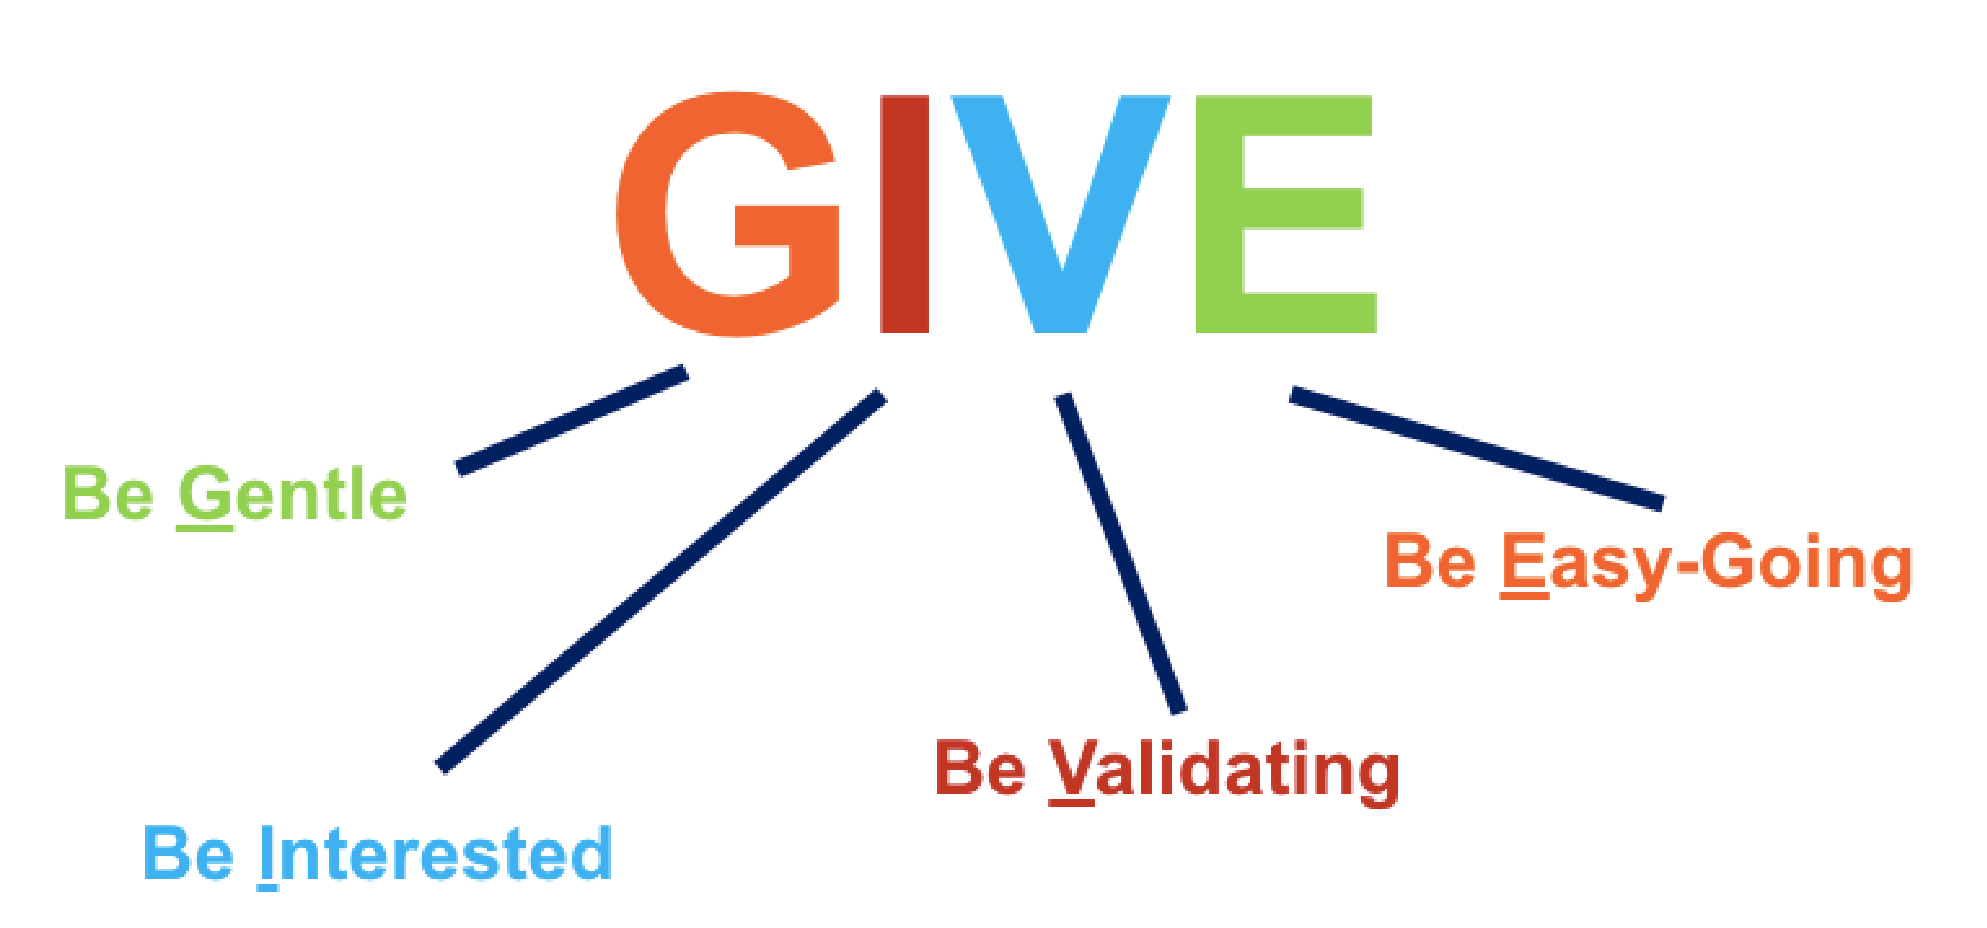 GIVE
Be Gentle
Be Easy-Going
Be Validating
Be Interested